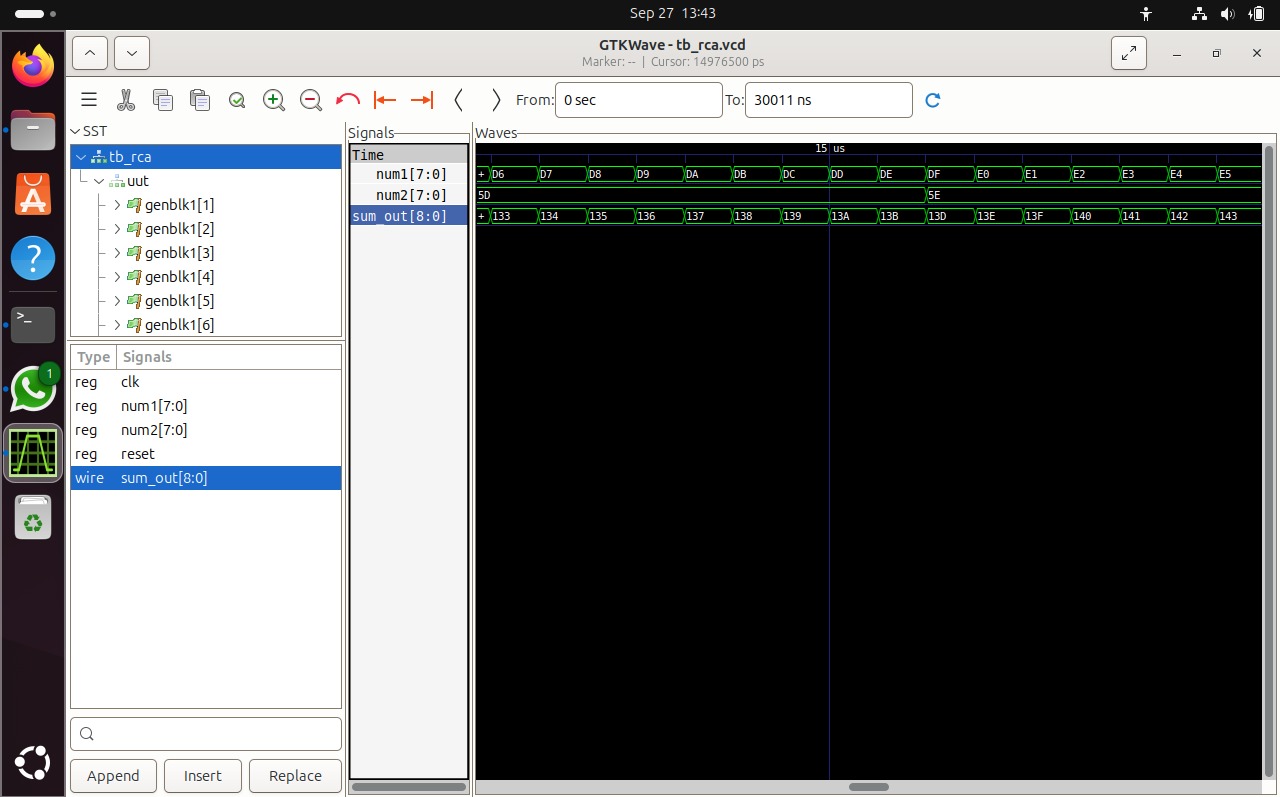 Sep 27 13:43
GTKWave - tb_rca.vcd
Marker: -- | Cursor: 14976500 ps
From: 0 sec To: 30011 ns
SST
tb_rca
uut
genblk1[1]
genblk1[2]
genblk1[3]
genblk1[4]
genblk1[5]
genblk1[6]
Type Signals
reg clk
reg num1[7:0]
reg num2[7:0]
reg reset
wire sum_out[8:0]
Append Insert Replace
Signals
Time
num1[7:0]
num2[7:0]
sum_out[8:0]
Waves
15 us
+ D6 D7 D8 D9 DA DB DC DD DE DF E0 E1 E2 E3 E4 E5
5D 5E
+ 133 134 135 136 137 138 139 13A 13B 13D 13E 13F 140 141 142 143
>_
?
1